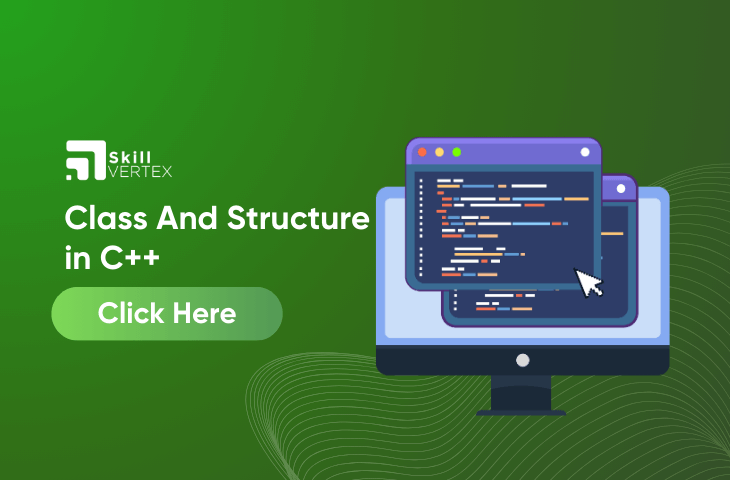 Skill
VERTEX
Class And Structure
in C++
Click Here